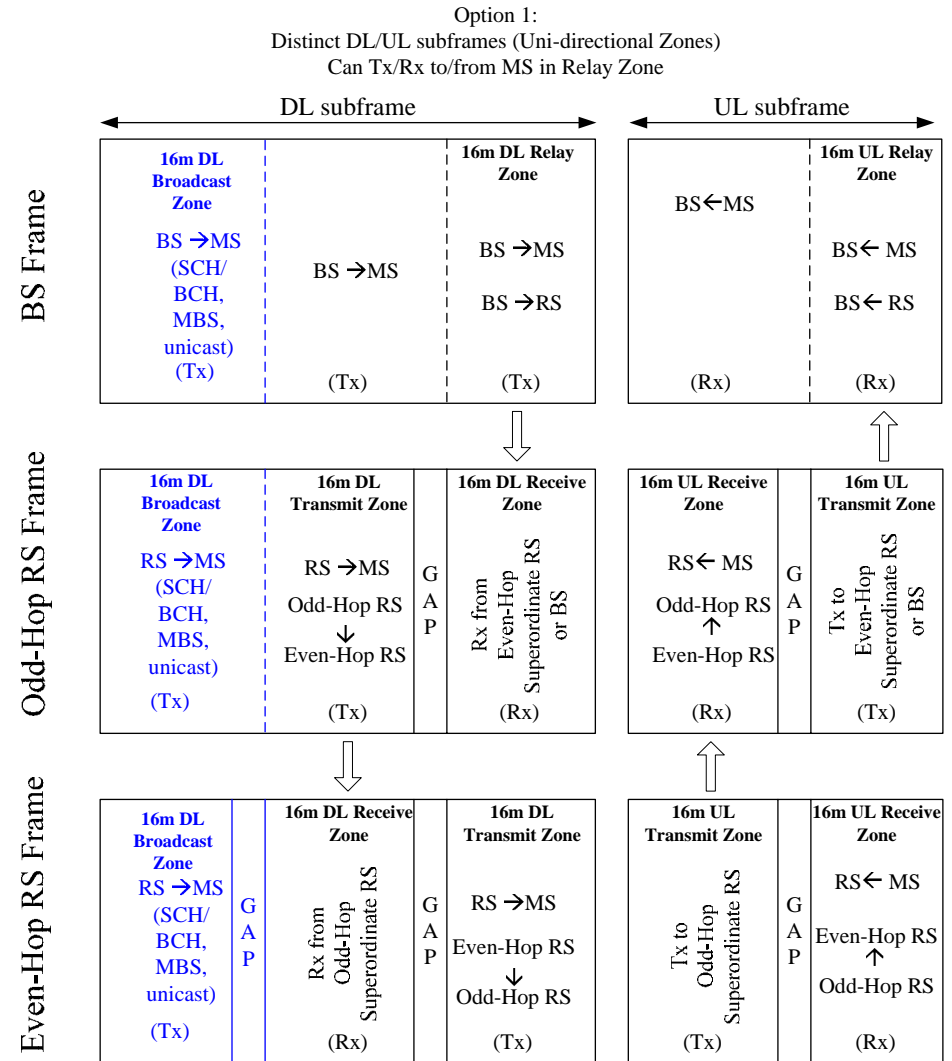 Option 1:
Distinct DL/UL subframes (Uni-directional Zones)
Can Tx/Rx to/from MS in Relay Zone
DL subframe
UL subframe
BS Frame
16m DL
Broadcast
Zone
BS →MS
(SCH/
BCH,
MBS,
unicast)
(Tx)
BS →MS
(Tx)
16m DL Relay
Zone
BS →MS
BS →RS
(Tx)
BS←MS
(Rx)
16m UL Relay
Zone
BS← MS
BS← RS
(Rx)
Odd-Hop RS Frame
16m DL
Broadcast
Zone
RS →MS
(SCH/
BCH,
MBS,
unicast)
(Tx)
16m DL
Transmit Zone
RS →MS
Odd-Hop RS
↓
Even-Hop RS
(Tx)
G
A
P
16m DL Receive
Zone
Rx from
Even-Hop
Superordinate RS
or BS
(Rx)
16m UL Receive
Zone
RS← MS
Odd-Hop RS
↑
Even-Hop RS
(Rx)
G
A
P
16m UL
Transmit Zone
Tx to
Even-Hop
Superordinate RS
or BS
(Tx)
Even-Hop RS Frame
16m DL
Broadcast
Zone
RS →MS
(SCH/
BCH,
MBS,
unicast)
(Tx)
G
A
P
16m DL Receive
Zone
Rx from
Odd-Hop
Superordinate RS
(Rx)
G
A
P
16m DL
Transmit Zone
RS →MS
Even-Hop RS
↓
Odd-Hop RS
(Tx)
16m UL
Transmit Zone
Tx to
Odd-Hop
Superordinate RS
(Tx)
G
A
P
16m UL Receive
Zone
RS← MS
Even-Hop RS
↑
Odd-Hop RS
(Rx)